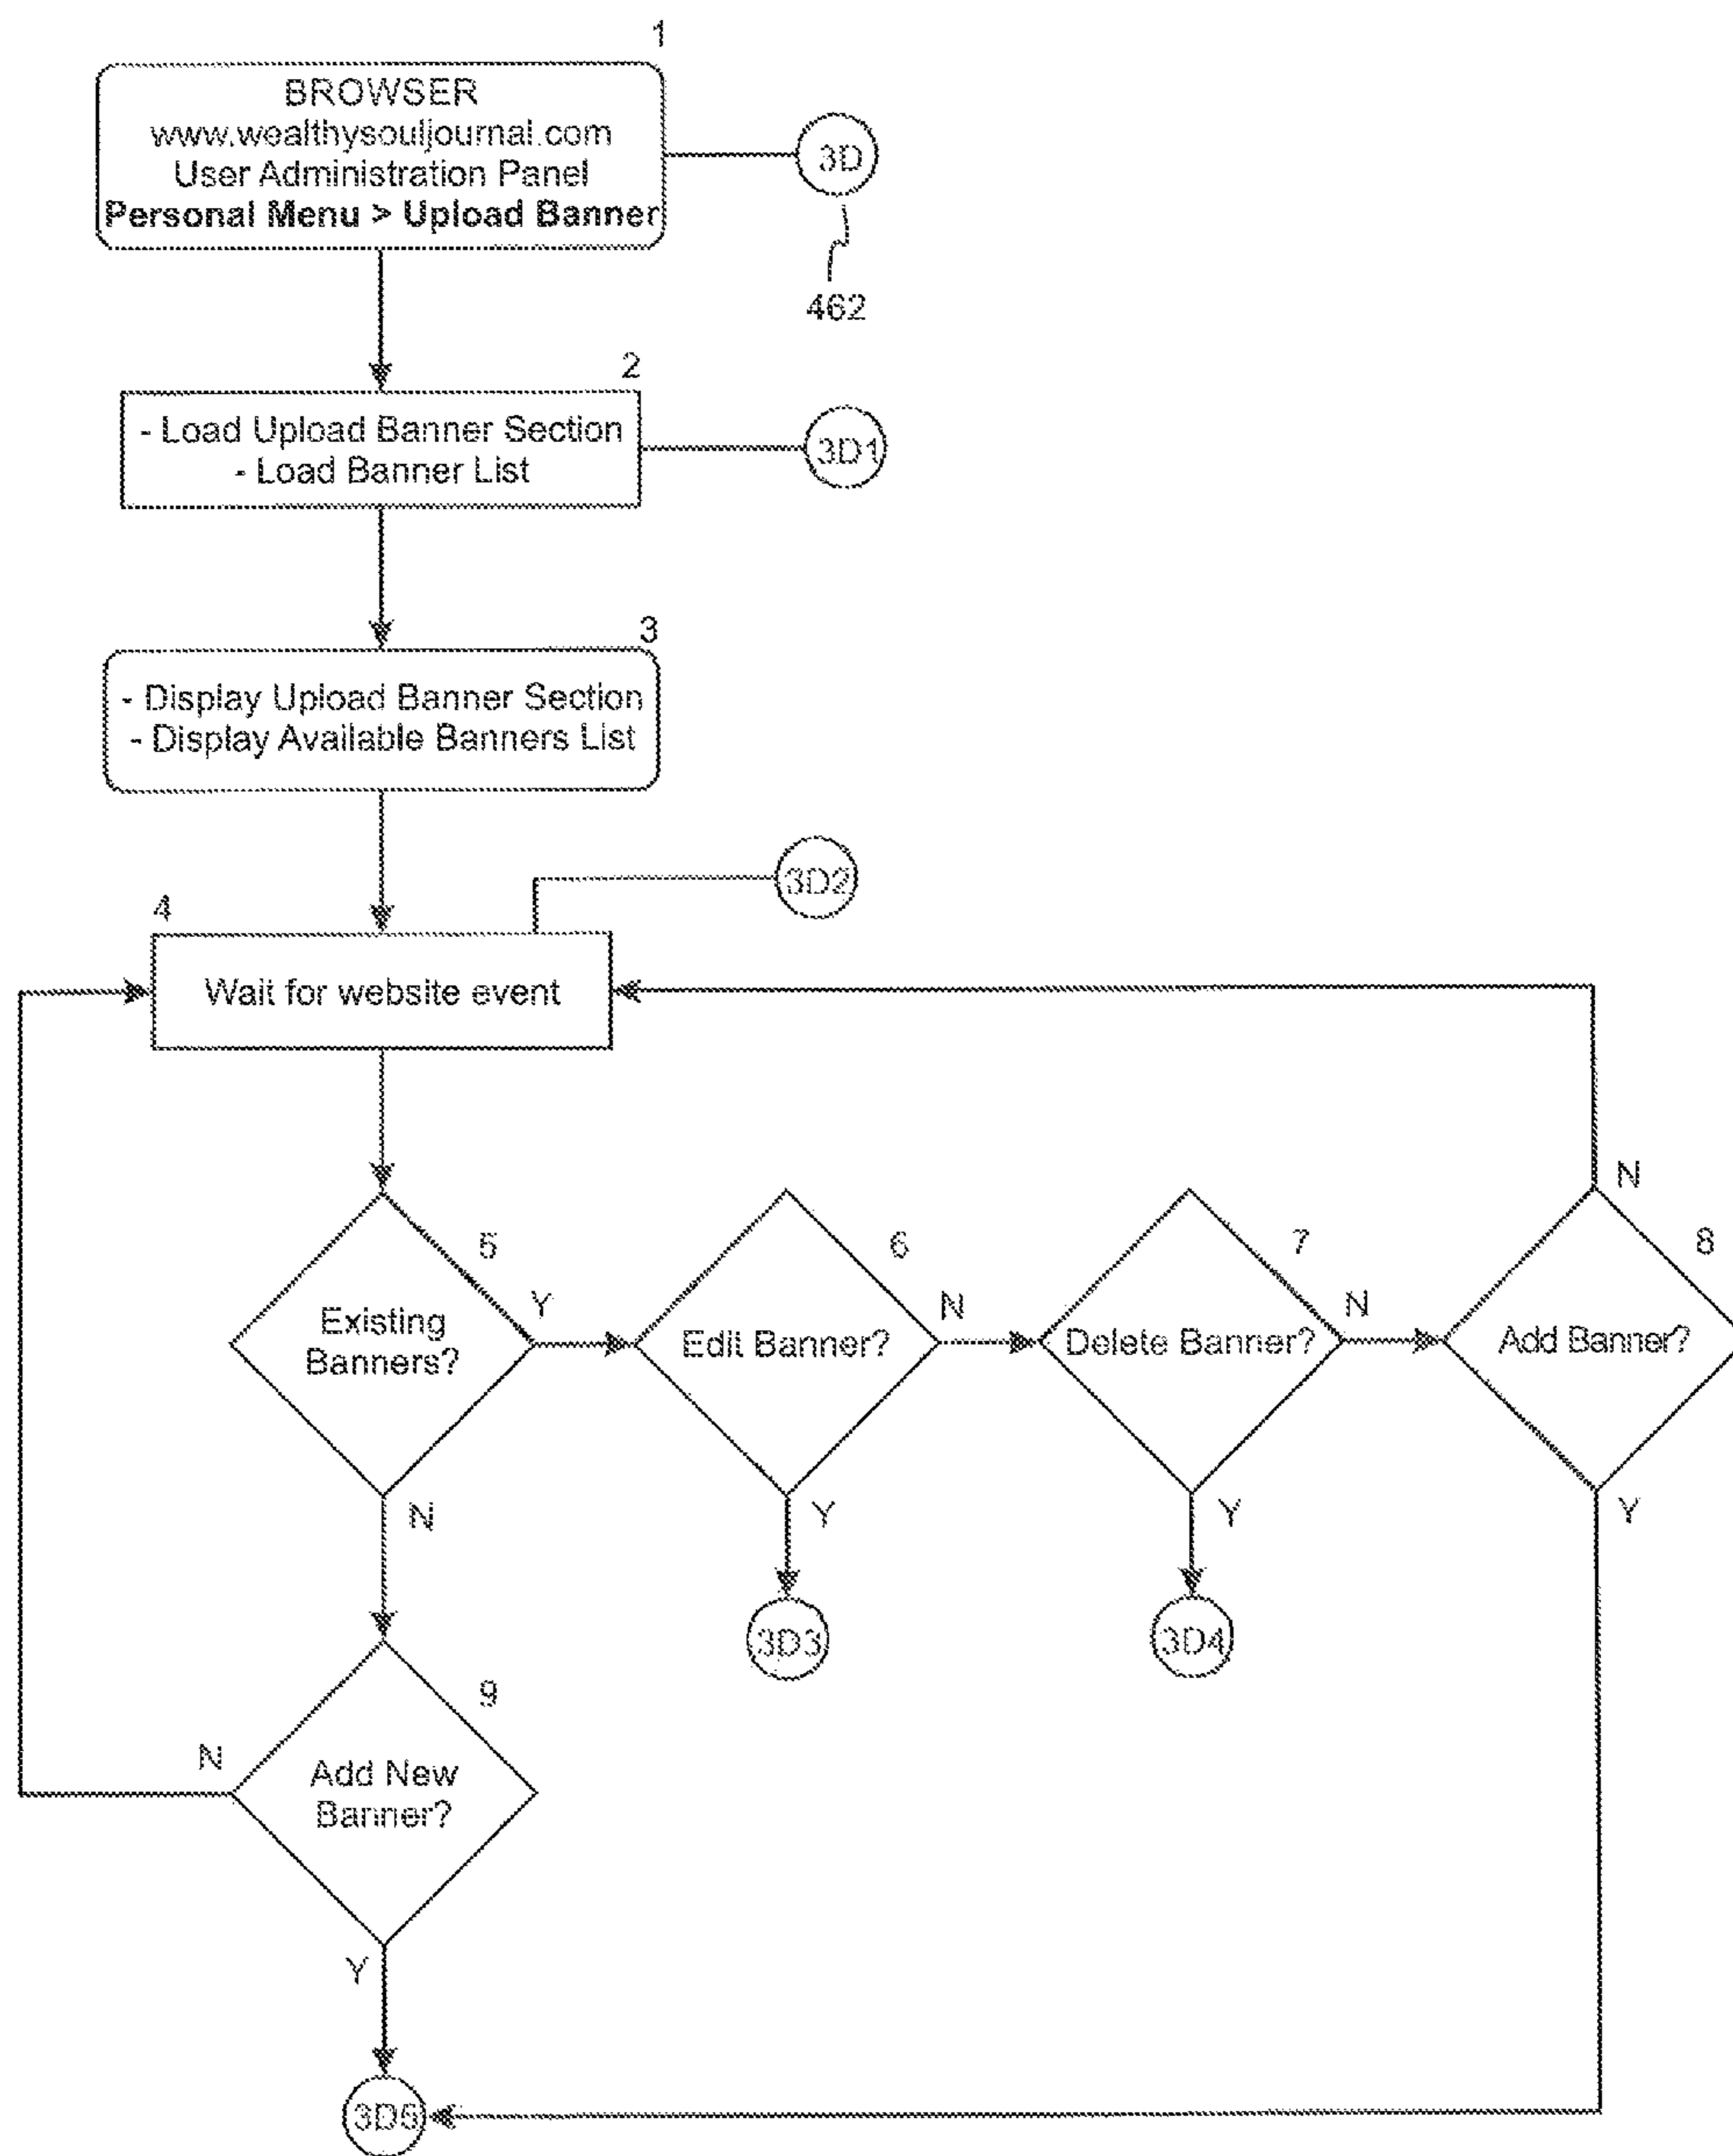 1
BROWSER
www.wealthysouljournal.com
User Administration Panel
Personal Menu > Upload Banner
3D
462
2
- Load Upload Banner Section
- Load Banner List
3D1
3
- Display Upload Banner Section
- Display Available Banners List
3D2
4
Wait for website event
N
5
6
7
8
Y
N
N
Existing
Banners?
Edit Banner?
Delete Banner?
Add Banner?
N
Y
Y
Y
3D3
3D4
9
N
Add New
Banner?
Y
3D5